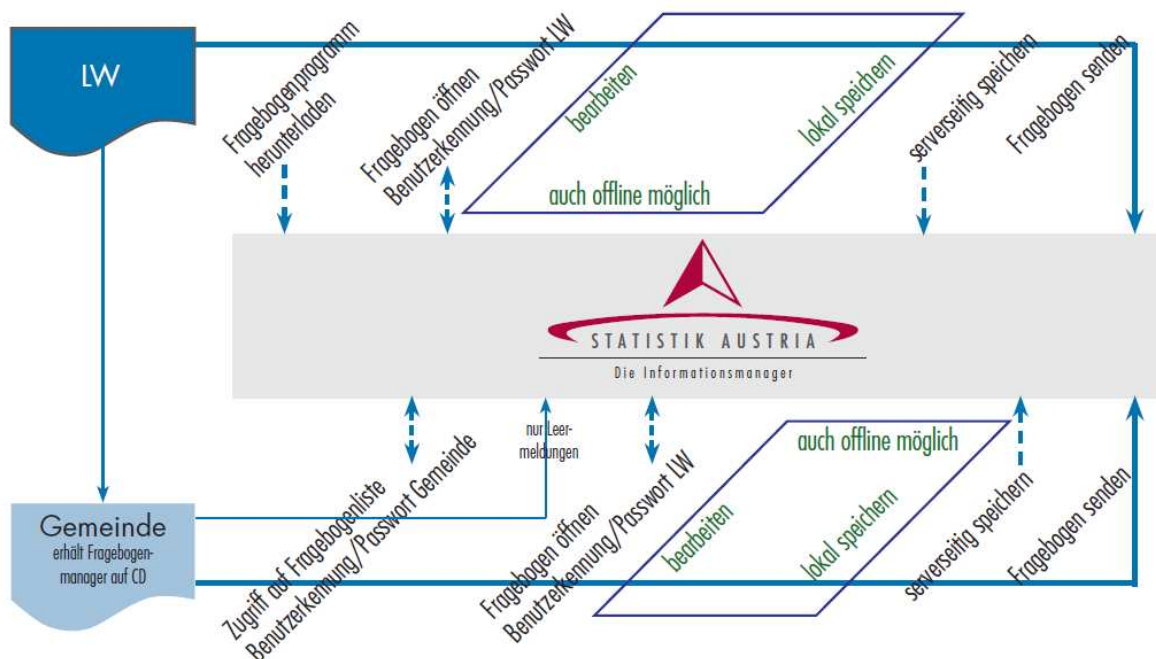 LW
Fragebogenprogramm
herunterladen
Fragebogen öffnen
Benutzerkennung/Passwort LW
bearbeiten
lokal speichern
auch offline möglich
serverseitig speichern
Fragebogen senden
STATISTIK AUSTRIA
Die Informationsmanager
Gemeinde
erhält Fragebogen-
manager auf CD
Zugriff auf Fragebogenliste
Benutzerkennung/Passwort Gemeinde
nur Leer-
meldungen
Fragebogen öffnen
Benutzerkennung/Passwort LW
bearbeiten
auch offline möglich
lokal speichern
serverseitig speichern
Fragebogen senden